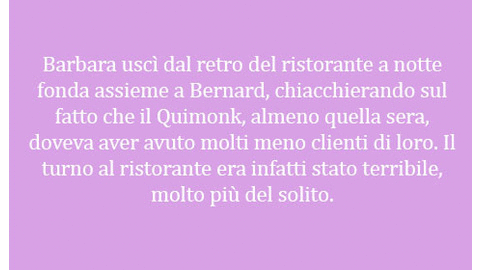 Barbara uscì dal retro del ristorante a notte
fonda assieme a Bernard, chiacchierando sul
fatto che il Quimonk, almeno quella sera,
doveva aver avuto molti meno clienti di loro. Il
turno al ristorante era infatti stato terribile,
molto più del solito.